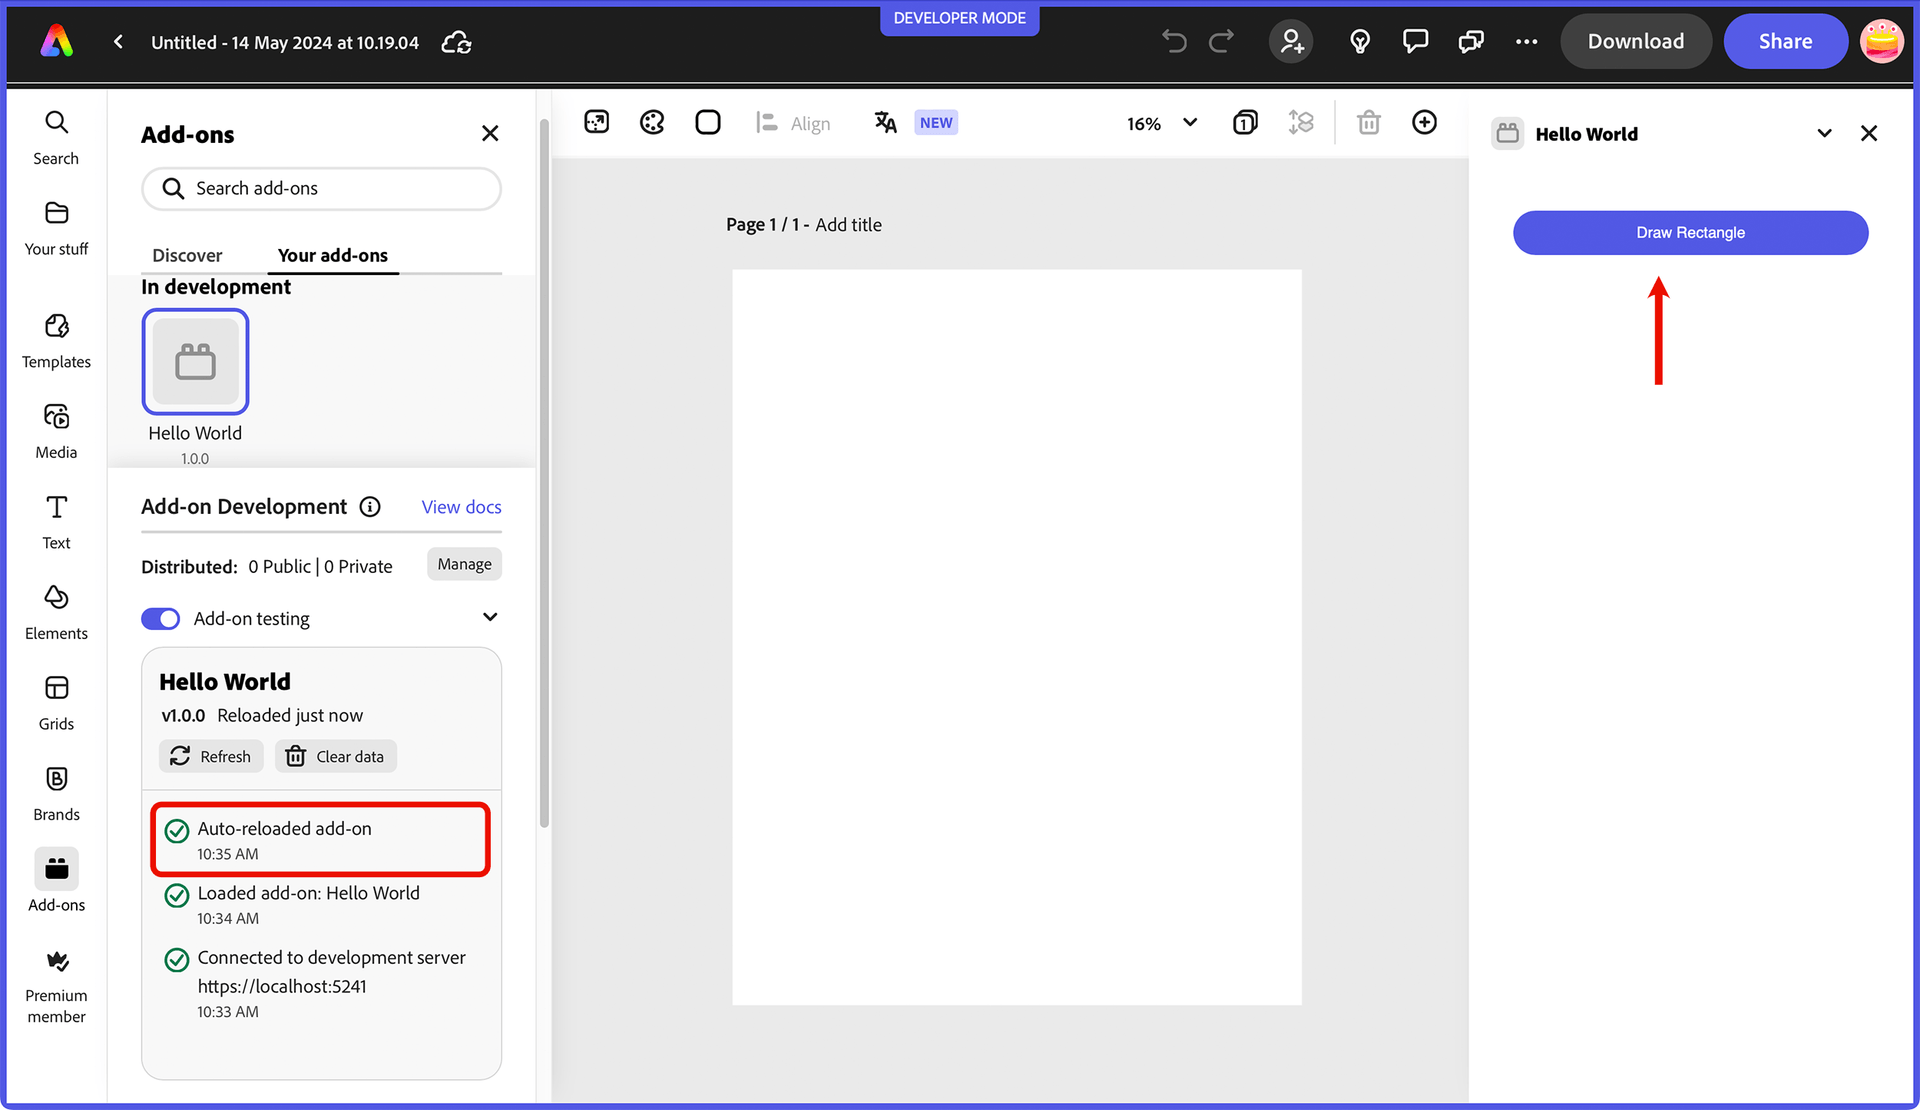 DEVELOPER MODE
Untitled - 14 May 2024 at 10.19.04
Download
Share
Search
Your stuff
Templates
Media
Text
Elements
Grids
Brands
Add-ons
Premium
member
Add-ons
Search add-ons
Discover
Your add-ons
In development
Hello World
1.0.0
Add-on Development
View docs
Distributed: 0 Public | 0 Private
Manage
Add-on testing
Hello World
v1.0.0 Reloaded just now
Refresh
Clear data
Auto-reloaded add-on
10:35 AM
Loaded add-on: Hello World
10:34 AM
Connected to development server
https://localhost:5241
10:33 AM
Align
NEW
16%
1
Page 1 / 1 - Add title
Hello World
Draw Rectangle